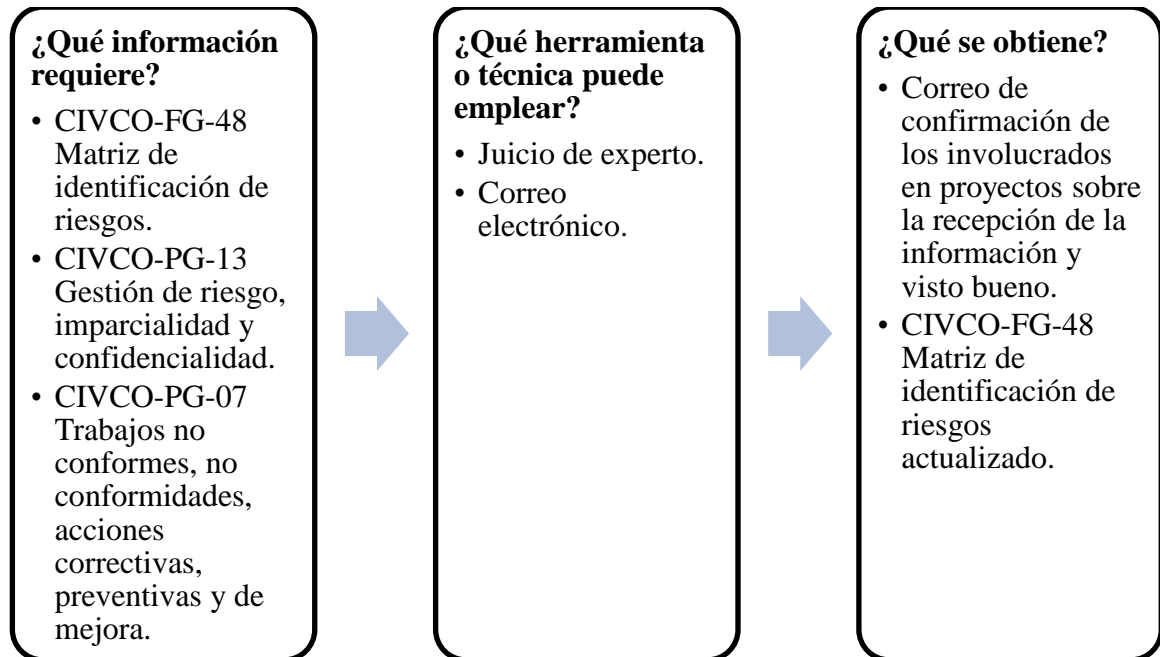 ¿Qué información
requiere?
• CIVCO-FG-48
Matriz de
identificación de
riesgos.
• CIVCO-PG-13
Gestión de riesgo,
imparcialidad y
confidencialidad.
• CIVCO-PG-07
Trabajos no
conformes, no
conformidades,
acciones
correctivas,
preventivas y de
mejora.
¿Qué herramienta
o técnica puede
emplear?
• Juicio de experto.
• Correo
electrónico.
¿Qué se obtiene?
• Correo de
confirmación de
los involucrados
en proyectos sobre
la recepción de la
información y
visto bueno.
• CIVCO-FG-48
Matriz de
identificación de
riesgos
actualizado.